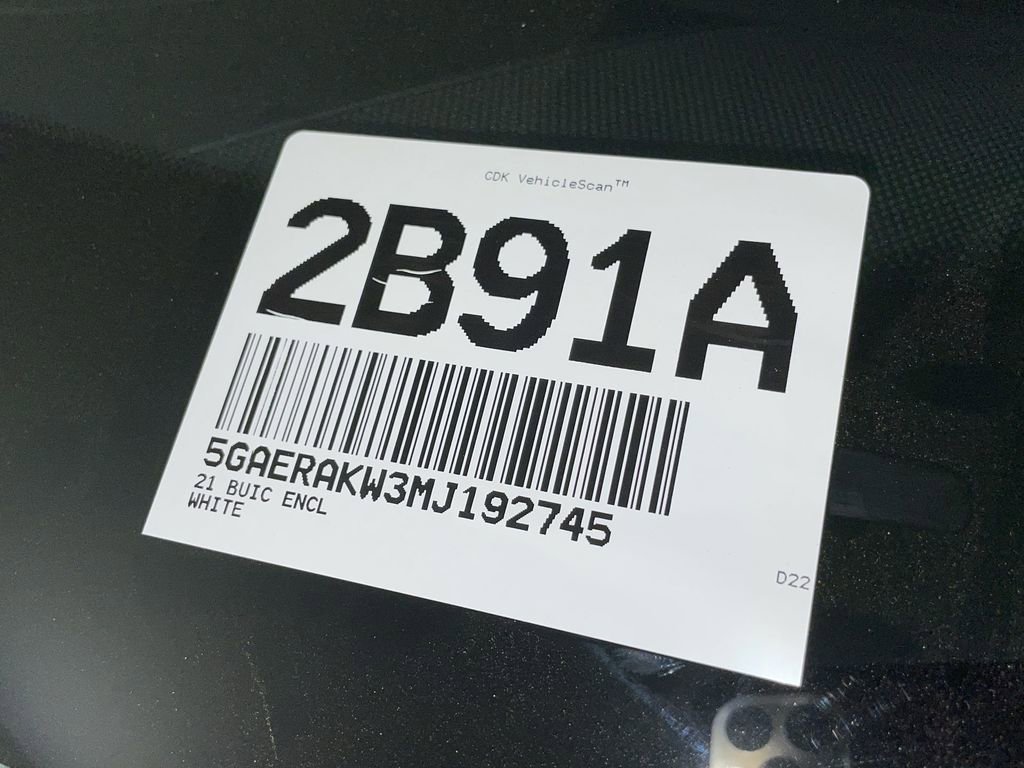 CDK VehicleScan™
2B91A
5GAERAKW3MJ192745
21 BUIC ENCL
WHITE
D22